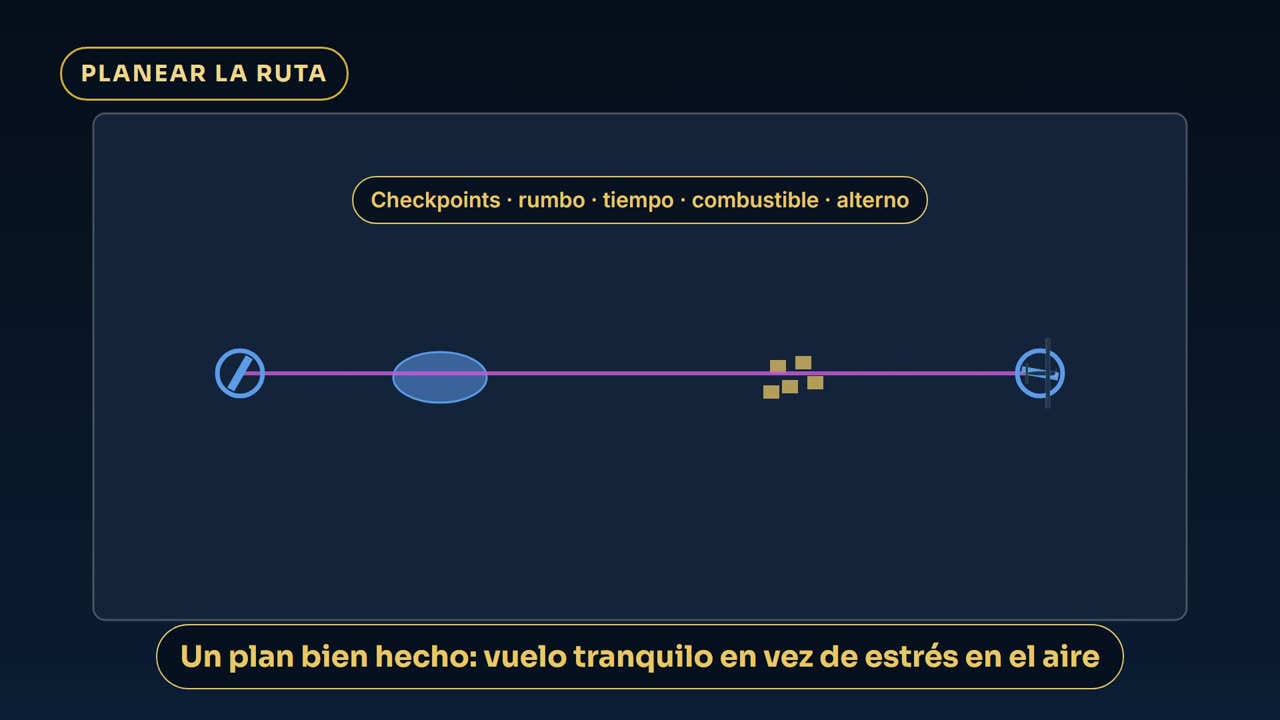 PLANEAR LA RUTA
Checkpoints · rumbo · tiempo · combustible · alterno
Un plan bien hecho: vuelo tranquilo en vez de estrés en el aire